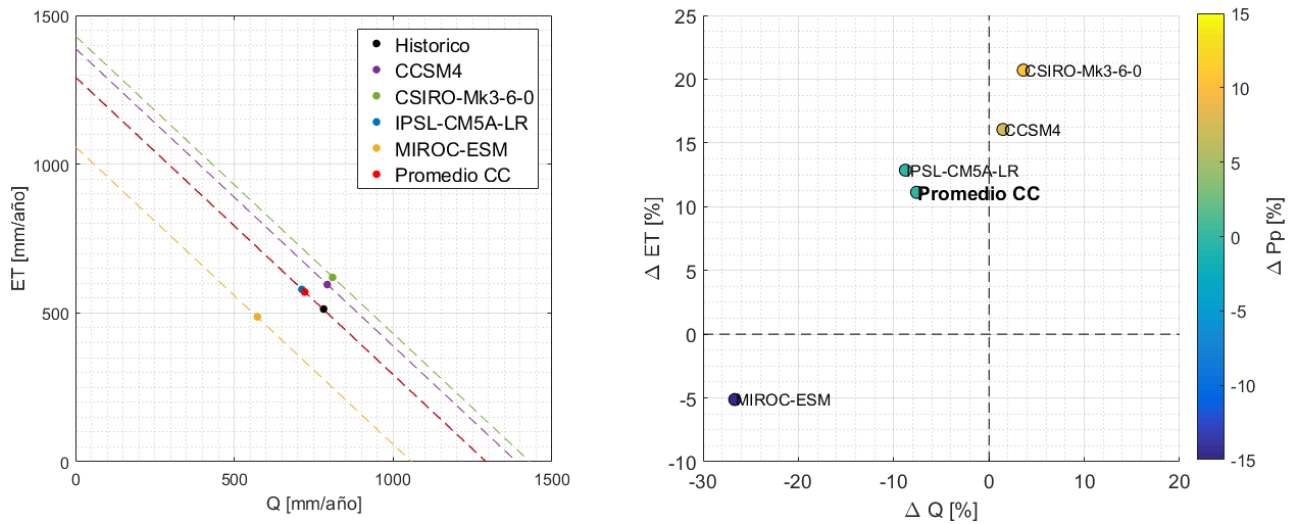 1500
1000
500
0
0
500
1000
1500
ET [mm/año]
Q [mm/año]
Historico
CCSM4
CSIRO-Mk3-6-0
IPSL-CM5A-LR
MIROC-ESM
Promedio CC
25
20
15
10
5
0
-5
-10
-30
-20
-10
0
10
20
Δ ET [%]
Δ Q [%]
CSIRO-Mk3-6-0
CCSM4
IPSL-CM5A-LR
Promedio CC
MIROC-ESM
15
10
5
0
-5
-10
-15
Δ Pp [%]